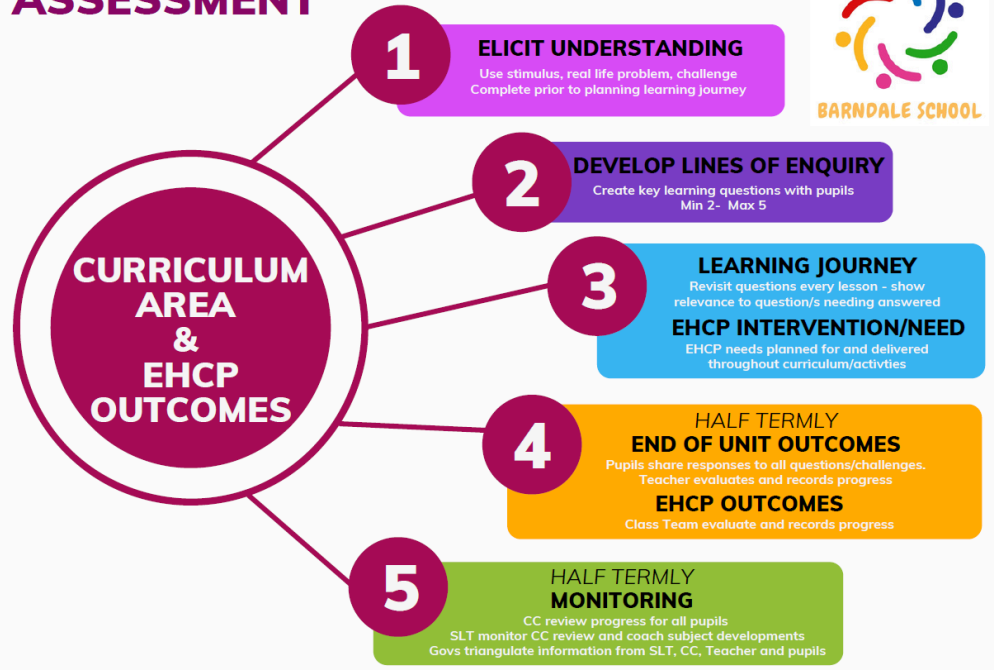 ASSESSMENT
BARNDALE SCHOOL
CURRICULUM
AREA
&
EHCP
OUTCOMES
1
ELICIT UNDERSTANDING
Use stimulus, real life problem, challenge
Complete prior to planning learning journey
2
DEVELOP LINES OF ENQUIRY
Create key learning questions with pupils
Min 2- Max 5
3
LEARNING JOURNEY
Revisit questions every lesson - show
relevance to question/s needing answered
EHCP INTERVENTION/NEED
EHCP needs planned for and delivered
throughout curriculum/activties
4
HALF TERMLY
END OF UNIT OUTCOMES
Pupils share responses to all questions/challenges.
Teacher evaluates and records progress
EHCP OUTCOMES
Class Team evaluate and records progress
5
HALF TERMLY
MONITORING
CC review progress for all pupils
SLT monitor CC review and coach subject developments
Govs triangulate information from SLT, CC, Teacher and pupils